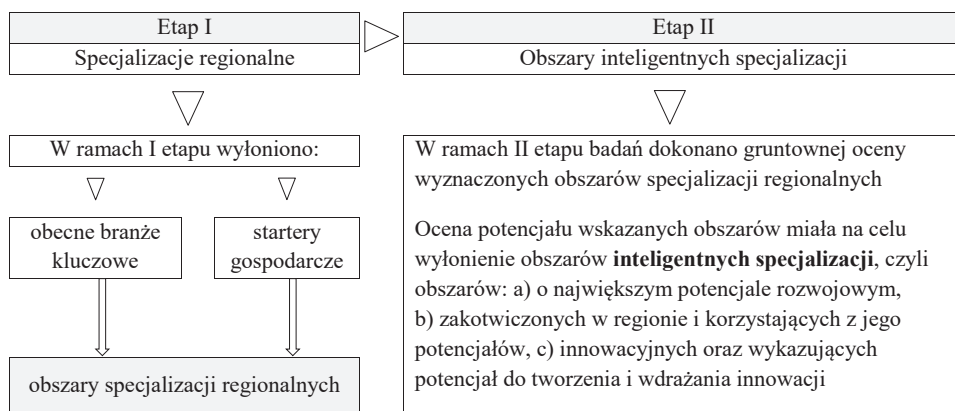 Etap I
Specjalizacje regionalne
W ramach I etapu wyłoniono:
obecne branże
kluczowe
startery
gospodarcze
obszary specjalizacji regionalnych
Etap II
Obszary inteligentnych specjalizacji
W ramach II etapu badań dokonano gruntownej oceny
wyznaczonych obszarów specjalizacji regionalnych
Ocena potencjału wskazanych obszarów miała na celu
wyłonienie obszarów inteligentnych specjalizacji, czyli
obszarów: a) o największym potencjale rozwojowym,
b) zakotwiczonych w regionie i korzystających z jego
potencjałów, c) innowacyjnych oraz wykazujących
potencjał do tworzenia i wdrażania innowacji